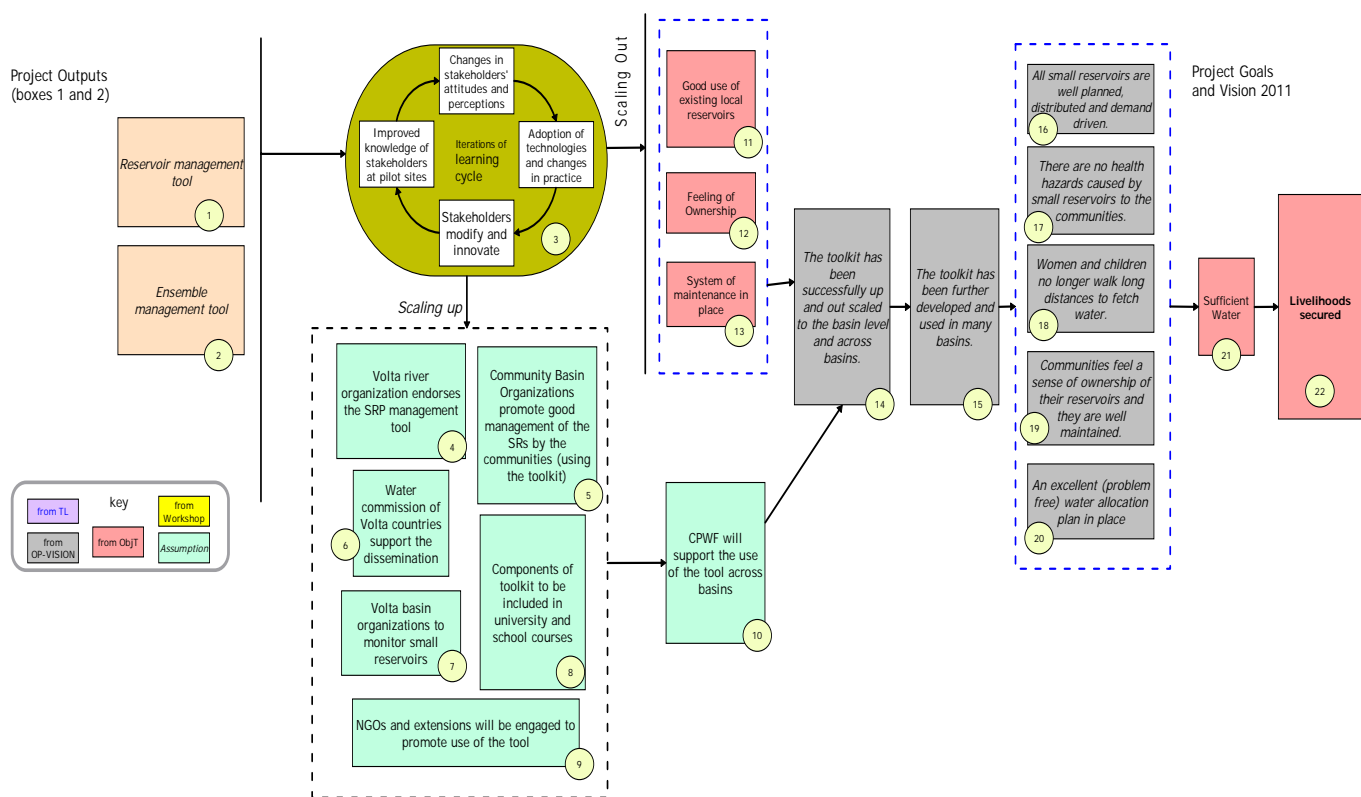 Project Outputs
(boxes 1 and 2)
Reservoir management
tool
1
Ensemble management
tool
2
Changes in
stakeholders'
attitudes and
perceptions
Improved
knowledge of
stakeholders
at pilot sites
Iterations of
learning
cycle
Adoption of
technologies
and changes
in practice
Stakeholders
modify and
innovate
3
Scaling up
Scaling Out
Volta river
organization endorses
the SRP management
tool
4
Community Basin
Organizations
promote good
management of the
SRs by the
communities (using
the toolkit)
5
Water
commission of
Volta countries
support the
dissemination
6
Volta basin
organizations to
monitor small
reservoirs
7
Components of
toolkit to be
included in
university and
school courses
8
NGOs and extensions will be engaged to
promote use of the tool
9
CPWF will
support the use
of the tool across
basins
10
Good use of
existing local
reservoirs
11
Feeling of
Ownership
12
System of
maintenance in
place
13
The toolkit has
been
successfully up
and out scaled
to the basin level
and across
basins.
14
The toolkit has
been further
developed and
used in many
basins.
15
All small reservoirs are
well planned,
distributed and demand
driven.
16
There are no health
hazards caused by
small reservoirs to the
communities.
17
Women and children
no longer walk long
distances to fetch
water.
18
Communities feel a
sense of ownership of
their reservoirs and
they are well
maintained.
19
An excellent (problem
free) water allocation
plan in place
20
Project Goals
and Vision 2011
Sufficient
Water
21
Livelihoods
secured
22
key
from TL
from
Workshop
from
OP-VISION
from ObjT
Assumption